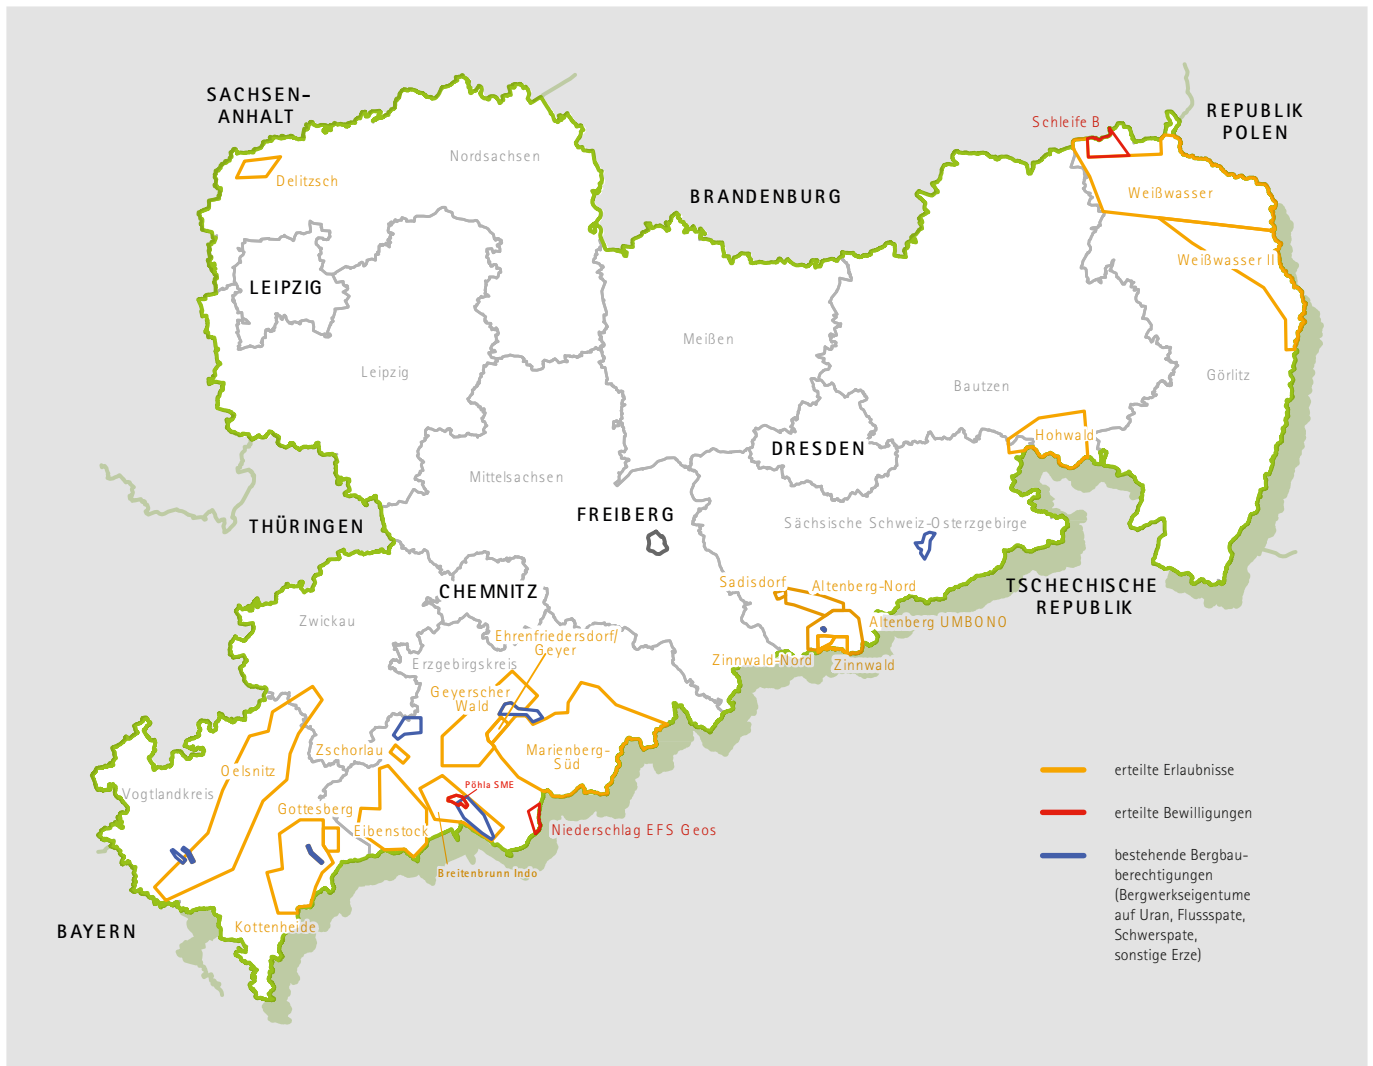 SACHSEN-
ANHALT
Nordsachsen
Delitzsch
LEIPZIG
Leipzig
BRANDENBURG
Schleife B
REPUBLIK
POLEN
Weißwasser
Weißwasser II
Meißen
Bautzen
Görlitz
Hohwald
DRESDEN
Mittelsachsen
FREIBERG
THÜRINGEN
Sächsische Schweiz-Osterzgebirge
Sadisdorf
Altenberg-Nord
TSCHECHISCHE
REPUBLIK
CHEMNITZ
Zwickau
Altenberg UMBONO
Ehrenfriedersdorf/
Geyer
Erzgebirgskreis
Zinnwald-Nord
Zinnwald
Geyerscher
Wald
Zschorlau
Marienberg-
Süd
Oelsnitz
Pöhla SME
Vogtlandkreis
Gottesberg
Eibenstock
Niederschlag EFS Geos
Breitenbrunn Indo
Kottenheide
BAYERN
erteilte Erlaubnisse
erteilte Bewilligungen
bestehende Bergbau-
berechtigungen
(Bergwerkseigentume
auf Uran, Flussspate,
Schwerspate,
sonstige Erze)